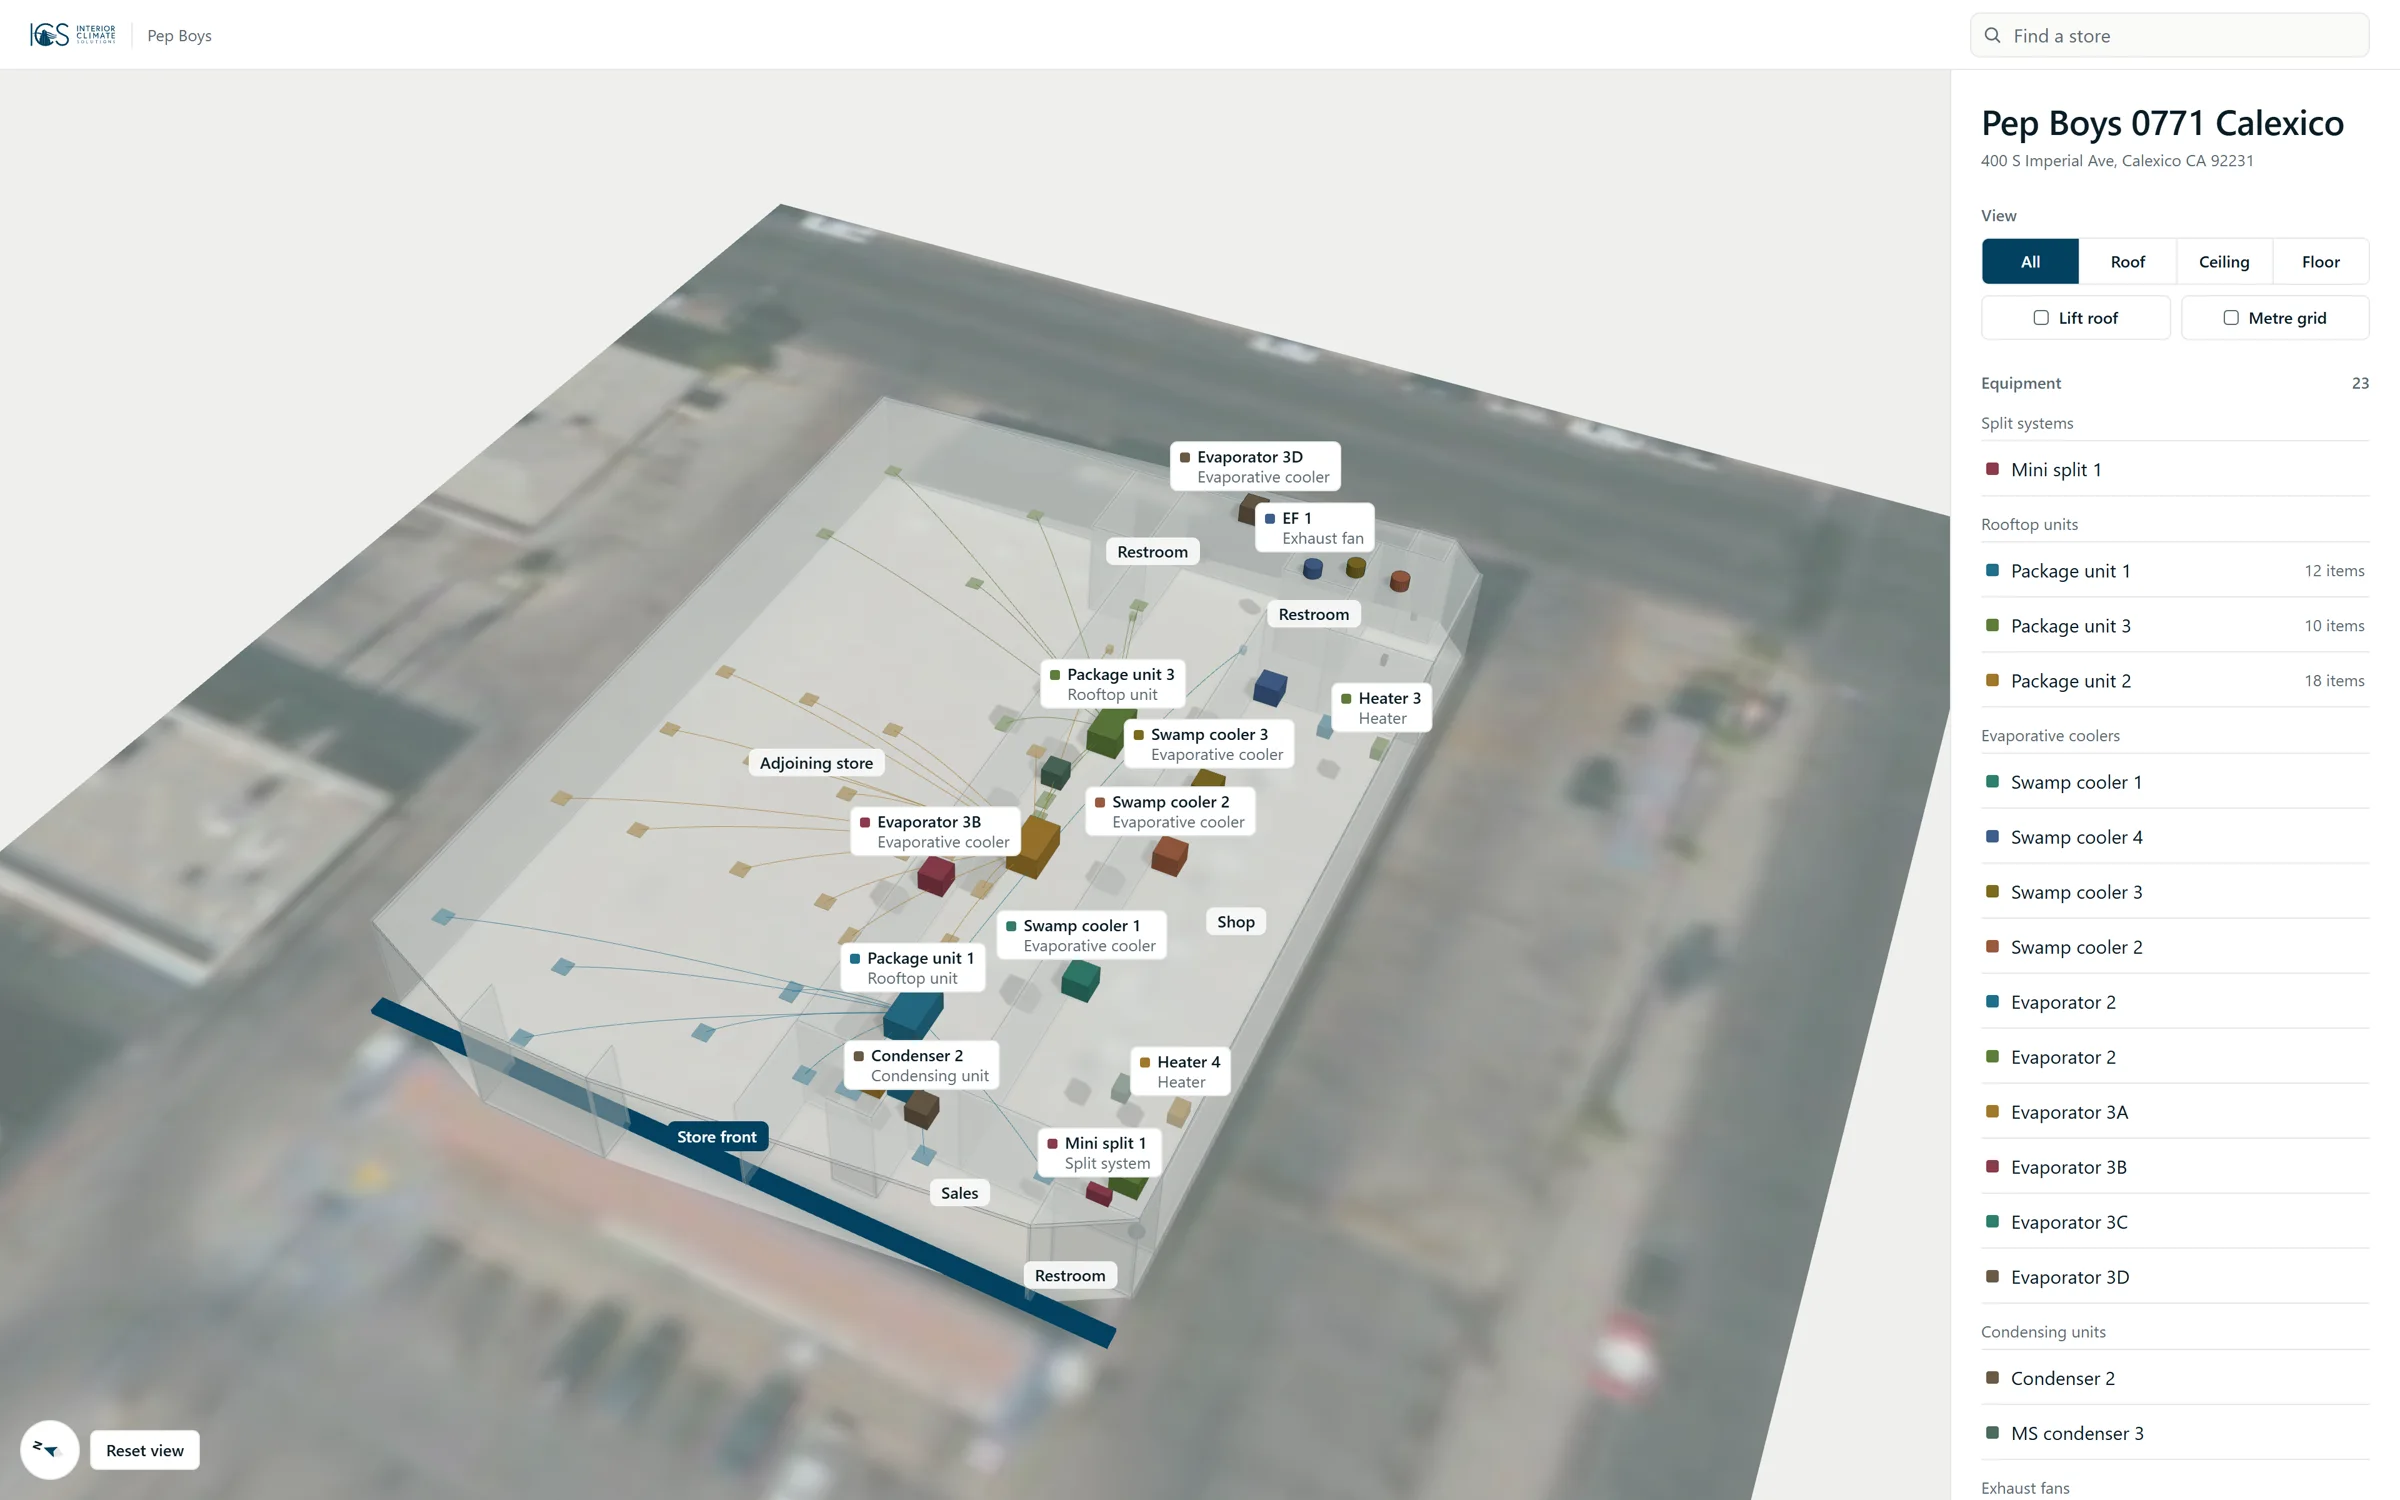 ICS INTERIOR CLIMATE SOLUTIONS
Pep Boys
Find a store
Evaporator 3D
Evaporative cooler
EF 1
Exhaust fan
Restroom
Restroom
Package unit 3
Rooftop unit
Heater 3
Heater
Swamp cooler 3
Evaporative cooler
Adjoining store
Swamp cooler 2
Evaporative cooler
Evaporator 3B
Evaporative cooler
Swamp cooler 1
Evaporative cooler
Shop
Package unit 1
Rooftop unit
Condenser 2
Condensing unit
Heater 4
Heater
Store front
Mini split 1
Split system
Sales
Restroom
N
Reset view
Pep Boys 0771 Calexico
400 S Imperial Ave, Calexico CA 92231
View
All Roof Ceiling Floor
Lift roof Metre grid
Equipment 23
Split systems
Mini split 1
Rooftop units
Package unit 1 12 items
Package unit 3 10 items
Package unit 2 18 items
Evaporative coolers
Swamp cooler 1
Swamp cooler 4
Swamp cooler 3
Swamp cooler 2
Evaporator 2
Evaporator 2
Evaporator 3A
Evaporator 3B
Evaporator 3C
Evaporator 3D
Condensing units
Condenser 2
MS condenser 3
Exhaust fans